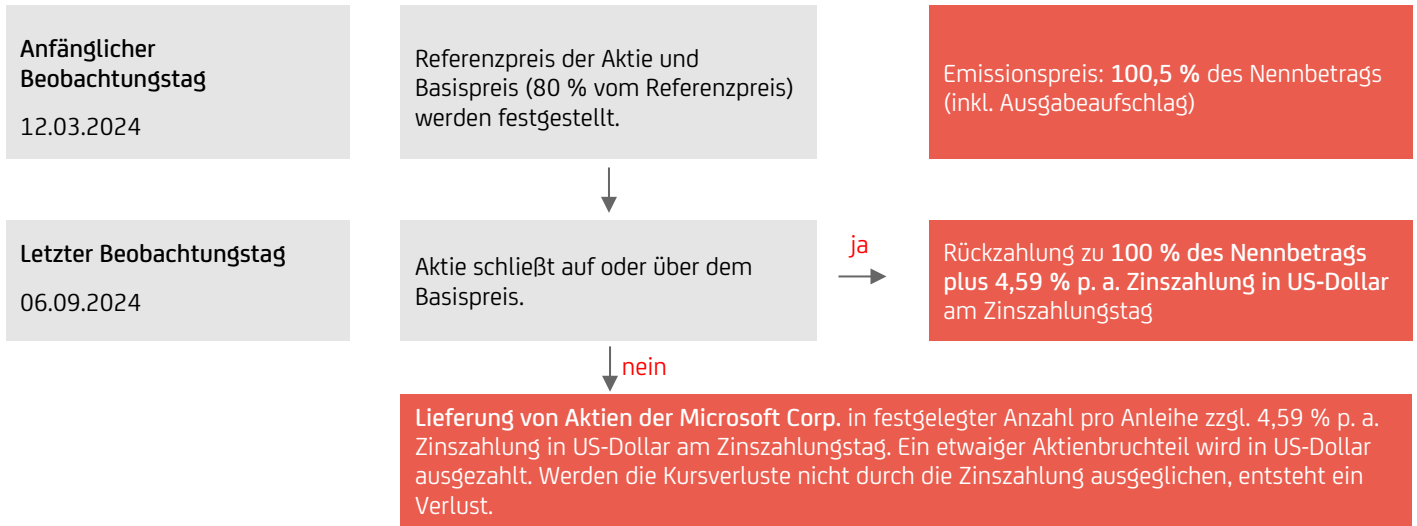 Anfänglicher
Beobachtungstag
12.03.2024
Referenzpreis der Aktie und
Basispreis (80 % vom Referenzpreis)
werden festgestellt.
Emissionspreis: 100,5 % des Nennbetrags
(inkl. Ausgabeaufschlag)
Letzter Beobachtungstag
06.09.2024
Aktie schließt auf oder über dem
Basispreis.
ja
Rückzahlung zu 100 % des Nennbetrags
plus 4,59 % p. a. Zinszahlung in US-Dollar
am Zinszahlungstag
nein
Lieferung von Aktien der Microsoft Corp. in festgelegter Anzahl pro Anleihe zzgl. 4,59 % p. a.
Zinszahlung in US-Dollar am Zinszahlungstag. Ein etwaiger Aktienbruchteil wird in US-Dollar
ausgezahlt. Werden die Kursverluste nicht durch die Zinszahlung ausgeglichen, entsteht ein
Verlust.